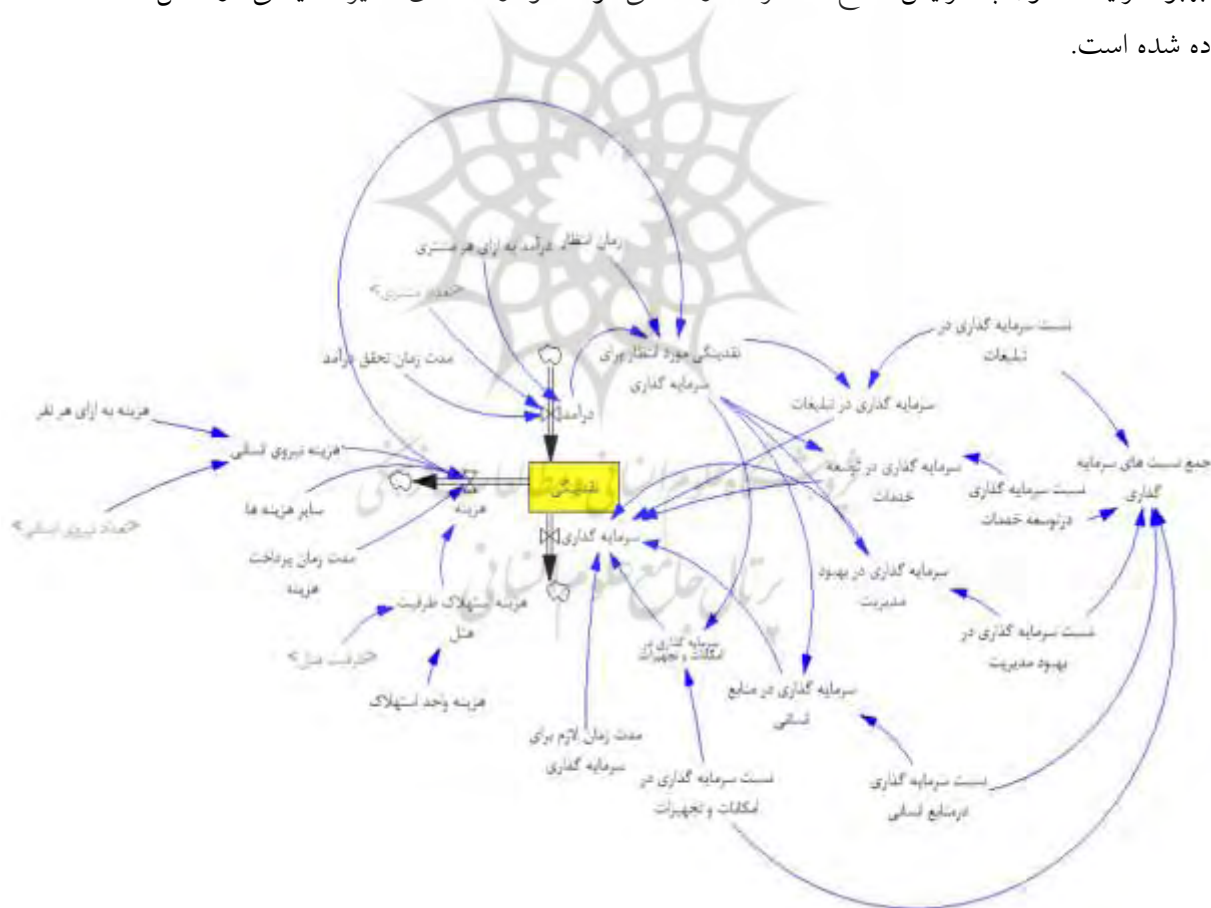 ده شده است.
زمان انتظار
درآمد به ازای هر مشتری
<تعداد مشتری>
مدت زمان تحقق درآمد
نقدینگی مورد انتظار برای
سرمایه گذاری
نسبت سرمایه گذاری در
تبلیغات
سرمایه گذاری در تبلیغات
درآمد
هزینه به ازای هر نفر
هزینه نیروی انسانی
<تعداد نیروی انسانی>
سایر هزینه ها
هزینه
نقدینگی
سرمایه گذاری در توسعه
خدمات
نسبت سرمایه گذاری
درتوسعه خدمات
جمع نسبت های سرمایه
گذاری
سرمایه گذاری
مدت زمان پرداخت
هزینه
سرمایه گذاری در بهبود
مدیریت
هزینه استهلاک ظرفیت
هتل
<ظرفیت هتل>
هزینه واحد استهلاک
سرمایه گذاری در
امکانات و تجهیزات
نسبت سرمایه گذاری در
بهبود مدیریت
سرمایه گذاری در منابع
انسانی
مدت زمان لازم برای
سرمایه گذاری
نسبت سرمایه گذاری در
امکانات و تجهیزات
نسبت سرمایه گذاری
درمنابع انسانی
پرتال جامع علوم انسانی